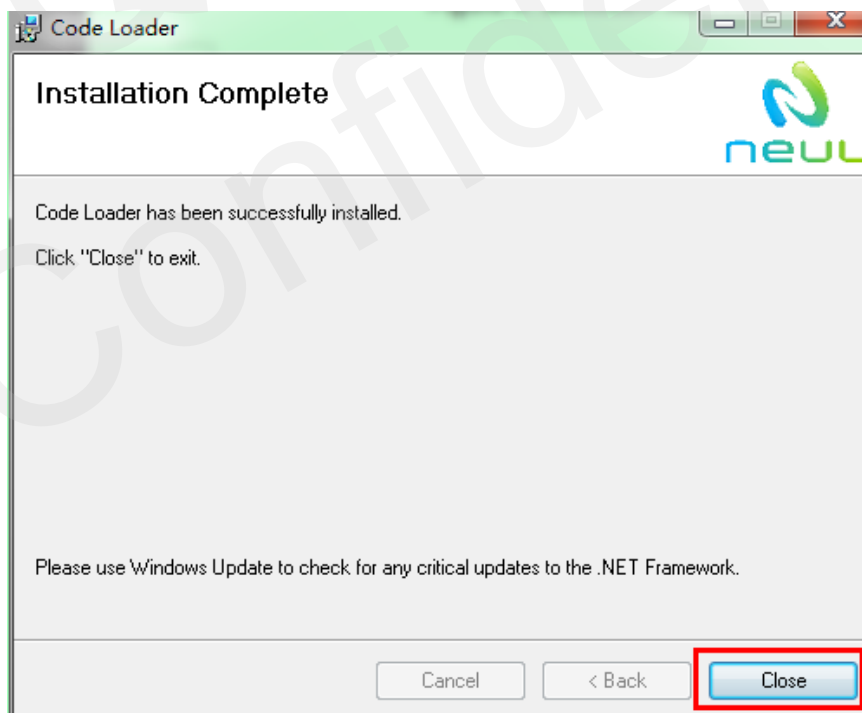 Code Loader
Installation Complete
neul
Code Loader has been successfully installed.
Click "Close" to exit.
Please use Windows Update to check for any critical updates to the .NET Framework.
Cancel
< Back
Close